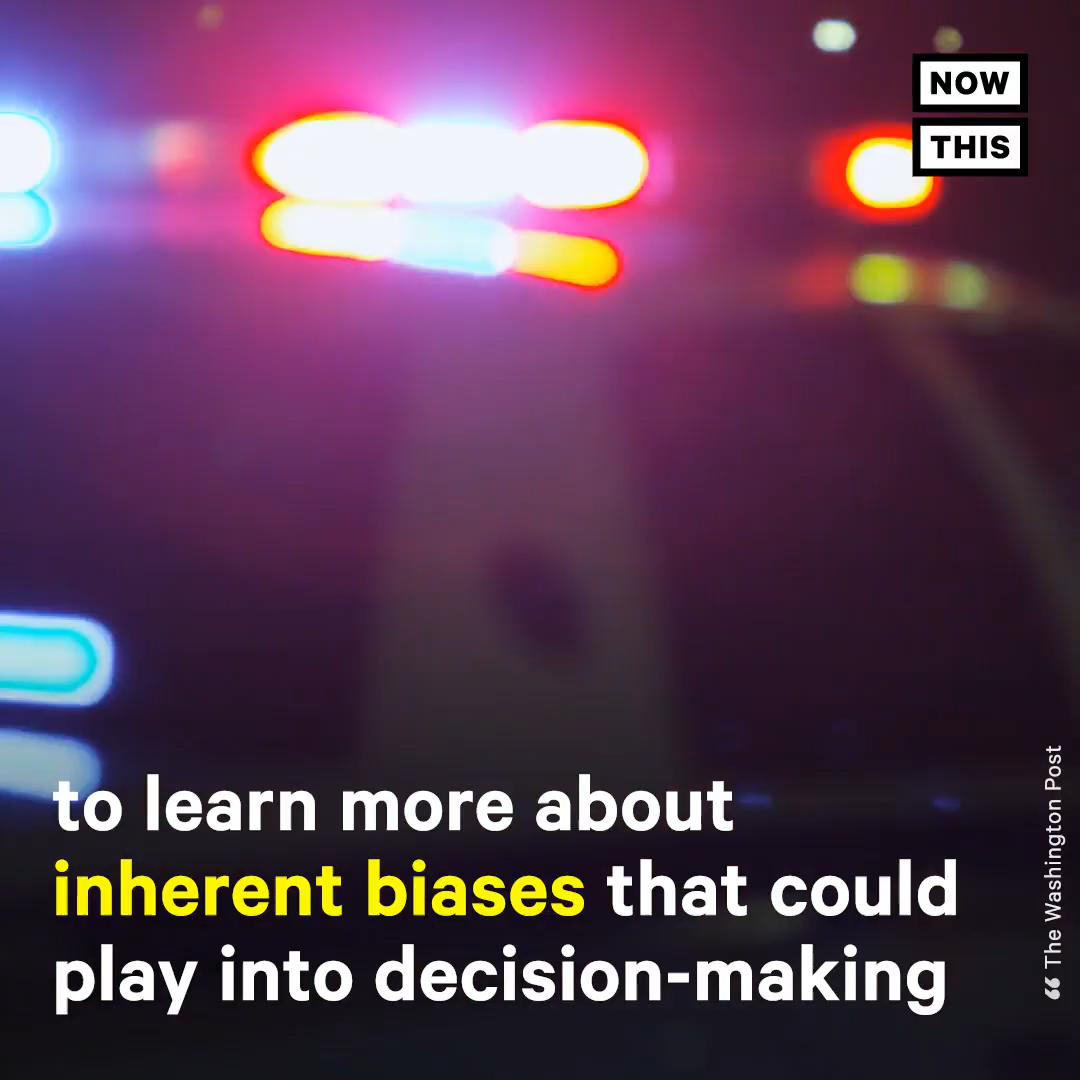 NOW
THIS
to learn more about
inherent biases that could
play into decision-making
“ The Washington Post